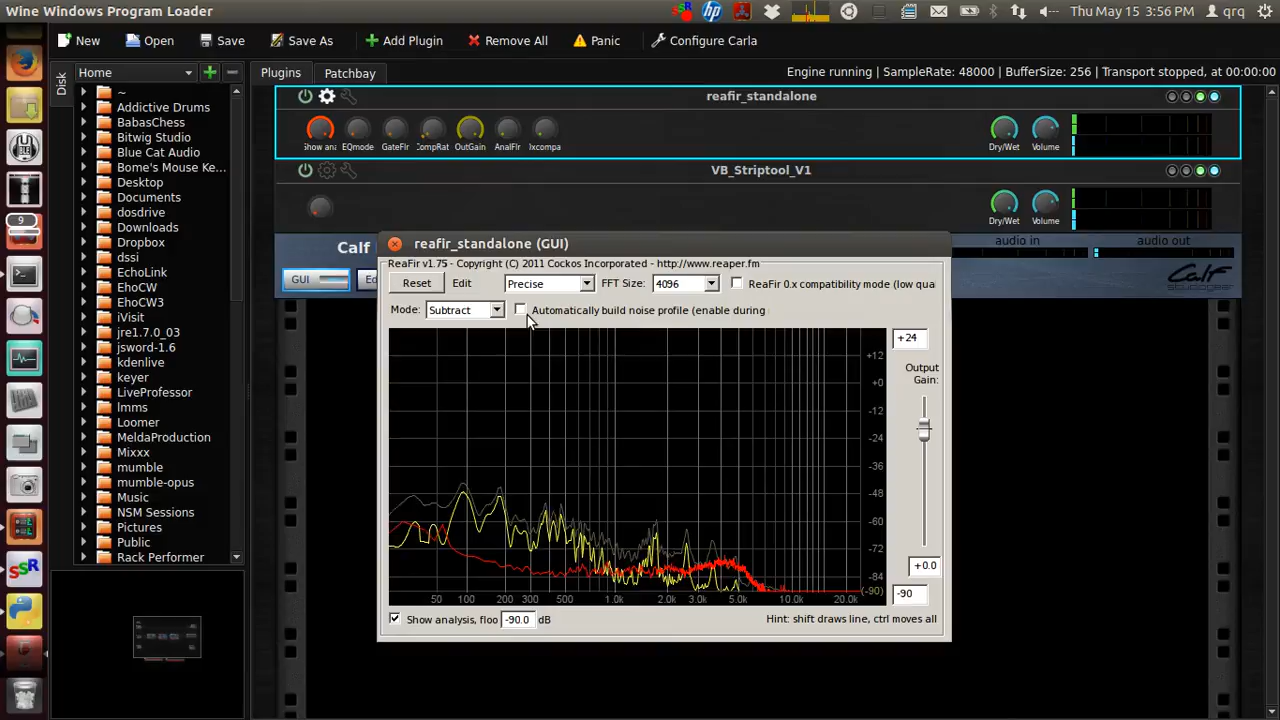 Wine Windows Program Loader
Thu May 15 3:56 PM
qrq
New
Open
Save
Save As
Add Plugin
Remove All
Panic
Configure Carla
Disk
Home
Plugins
Patchbay
Engine running | SampleRate: 48000 | BufferSize: 256 | Transport stopped, at 00:00:00
~
Addictive Drums
BabasChess
Bitwig Studio
Blue Cat Audio
Bome's Mouse Ke...
Desktop
Documents
dosdrive
Downloads
Dropbox
dssi
EchoLink
EhoCW
EhoCW3
iVisit
jre1.7.0_03
jsword-1.6
kdenlive
keyer
LiveProfessor
lmms
Loomer
MeldaProduction
Mixxx
mumble
mumble-opus
Music
NSM Sessions
Pictures
Public
Rack Performer
9
SSR
reafir_standalone
Show ana
EQmode
GateFlr
CompRat
OutGain
AnalFlr
Ixcompa
Dry/Wet
Volume
VB_Striptool_V1
Dry/Wet
Volume
Calf
audio in
audio out
GUI
Ed
Calf
reafir_standalone (GUI)
ReaFir v1.75 - Copyright (C) 2011 Cockos Incorporated - http://www.reaper.fm
Reset
Edit
Precise
FFT Size:
4096
ReaFir 0.x compatibility mode (low qua
Mode:
Subtract
Automatically build noise profile (enable during
+24
Output
Gain:
+12
+0
-12
-24
-36
-48
-60
-72
-84
(-90)
50
100
200
300
500
1.0k
2.0k
3.0k
5.0k
10.0k
20.0k
+0.0
-90
Show analysis, floo
-90.0
dB
Hint: shift draws line, ctrl moves all